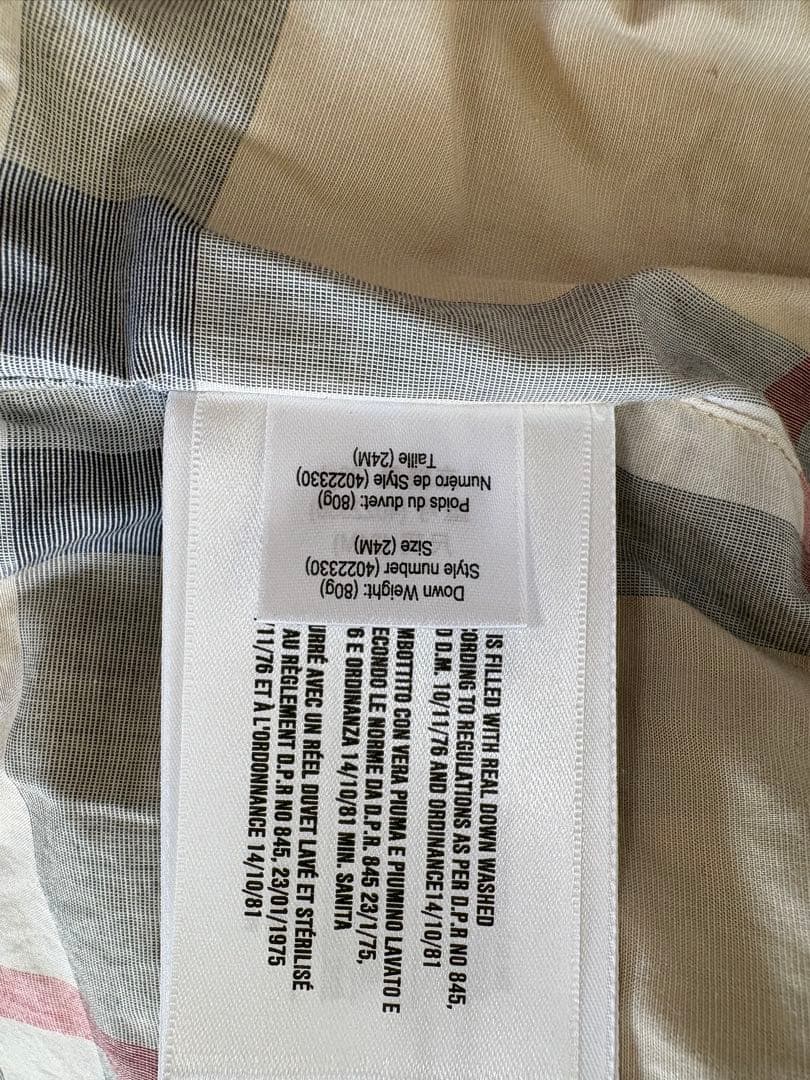 Down Weight: (80g)
Style number (4022330)
Size (24M)
Poids du duvet: (80g)
Numéro de Style (4022330)
Taille (24M)
IS FILLED WITH REAL DOWN WASHED
CORDING TO REGULATIONS AS PER D.P.R NO 845,
D D.M. 10/11/76 AND ORDINANCE14/10/81
MBOTTITO CON VERA PIUMA E PIUMINO LAVATO E
ECONDO LE NORME DA D.P.R. 845 23/1/75,
6 E ORDINANZA 14/10/81 MIN. SANITA
URRÉ AVEC UN RÉEL DUVET LAVÉ ET STÉRILISÉ
AU RÈGLEMENT D.P.R NO 845, 23/01/1975
11/76 ET À L'ORDONNANCE 14/10/81